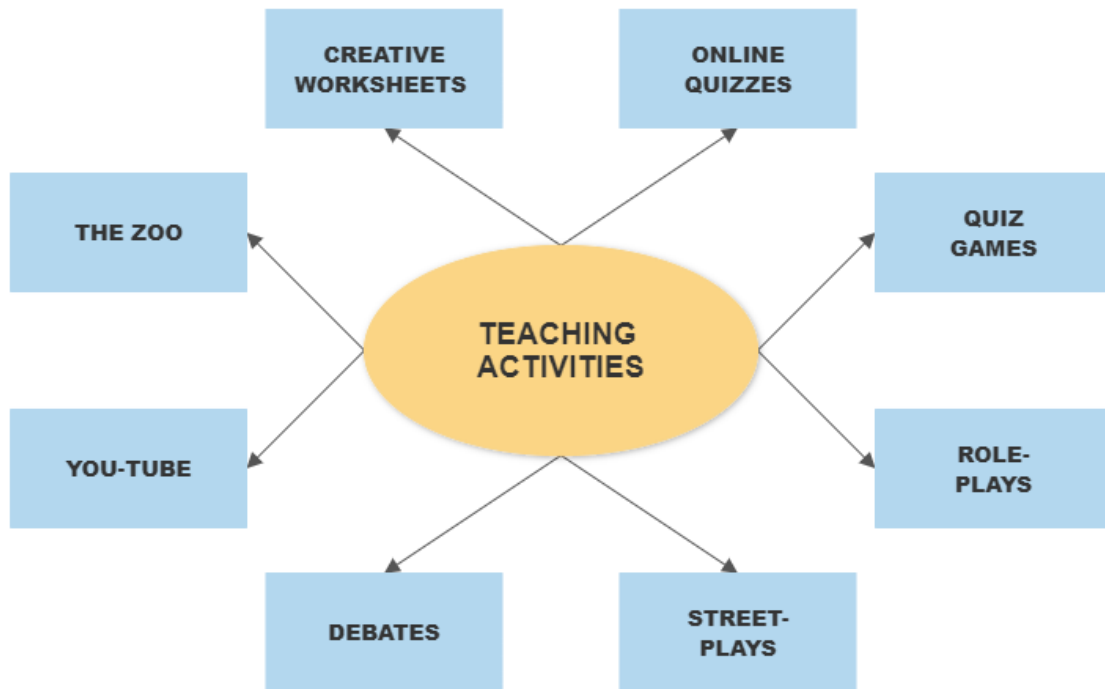 CREATIVE
WORKSHEETS
ONLINE
QUIZZES
THE ZOO
QUIZ
GAMES
TEACHING
ACTIVITIES
YOU-TUBE
ROLE-
PLAYS
DEBATES
STREET-
PLAYS